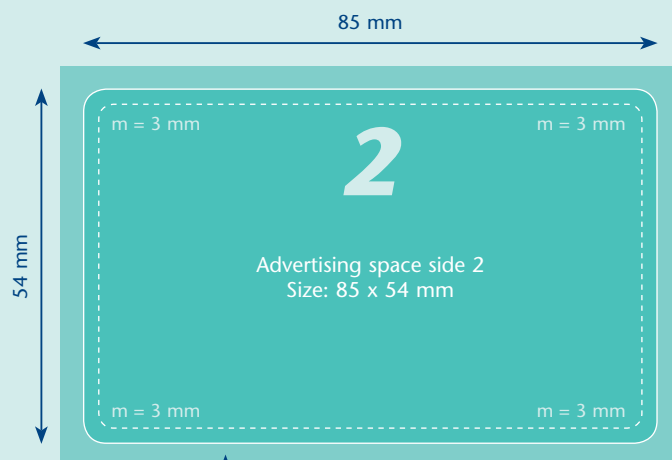 85 mm
m = 3 mm
m = 3 mm
2
54 mm
Advertising space side 2
Size: 85 x 54 mm
m = 3 mm
m = 3 mm